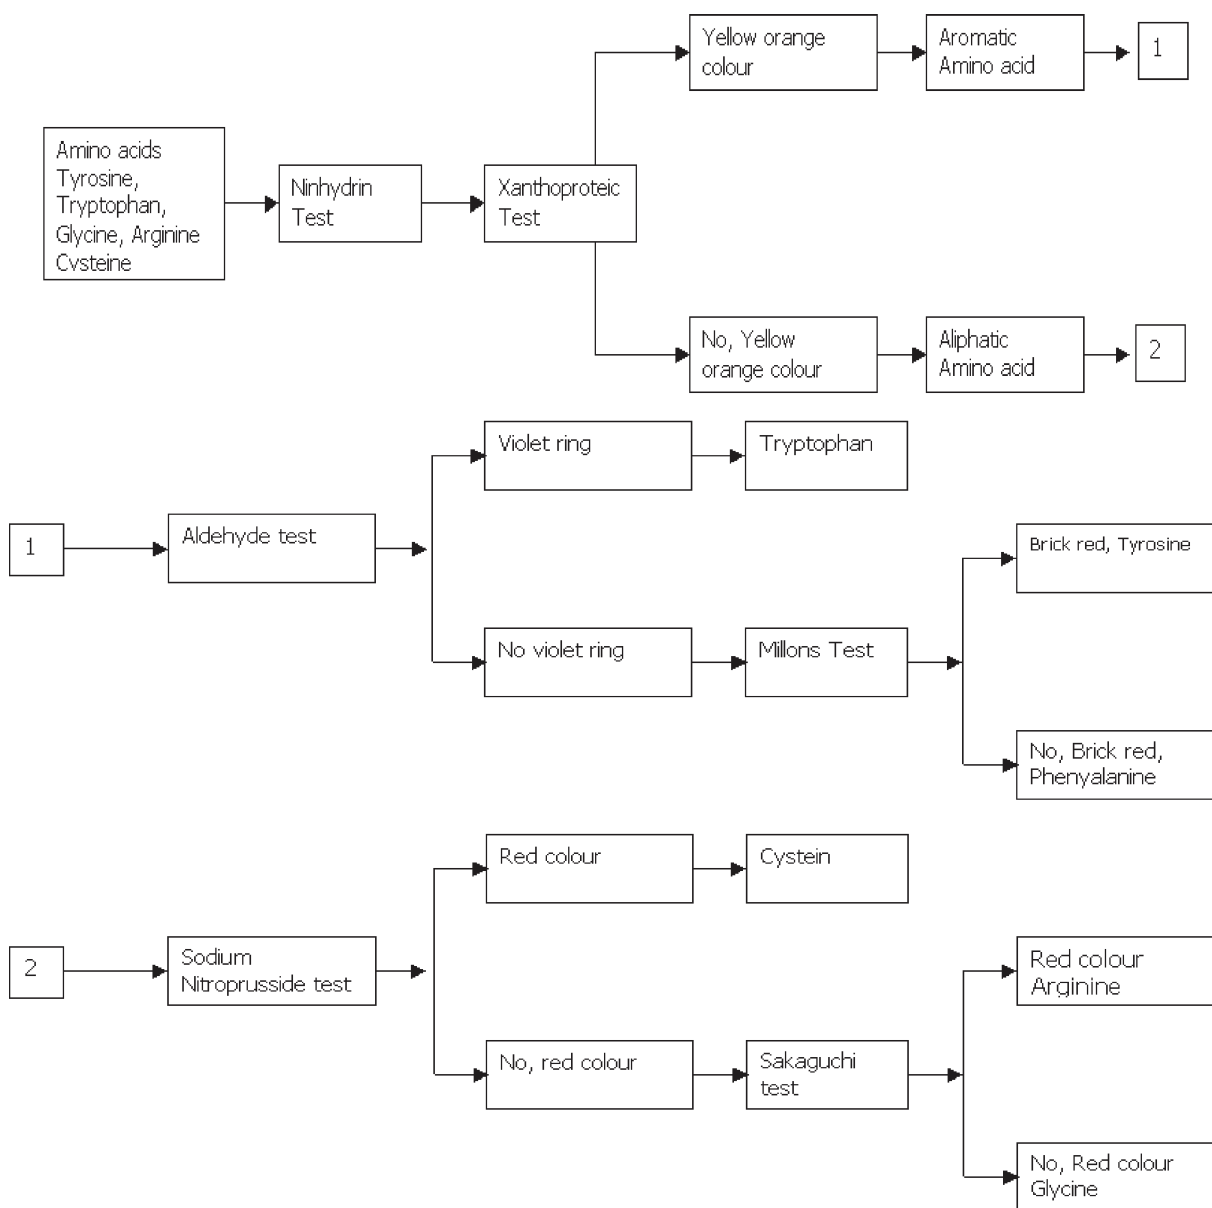 Yellow orange
colour
Aromatic
Amino acid
1
Amino acids
Tyrosine,
Tryptophan,
Glycine, Arginine
Cysteine
Ninhydrin
Test
Xanthoproteic
Test
No, Yellow
orange colour
Aliphatic
Amino acid
2
Violet ring
Tryptophan
1
Aldehyde test
Brick red, Tyrosine
No violet ring
Millons Test
No, Brick red,
Phenyalanine
Red colour
Cystein
2
Sodium
Nitroprusside test
Red colour
Arginine
No, red colour
Sakaguchi
test
No, Red colour
Glycine